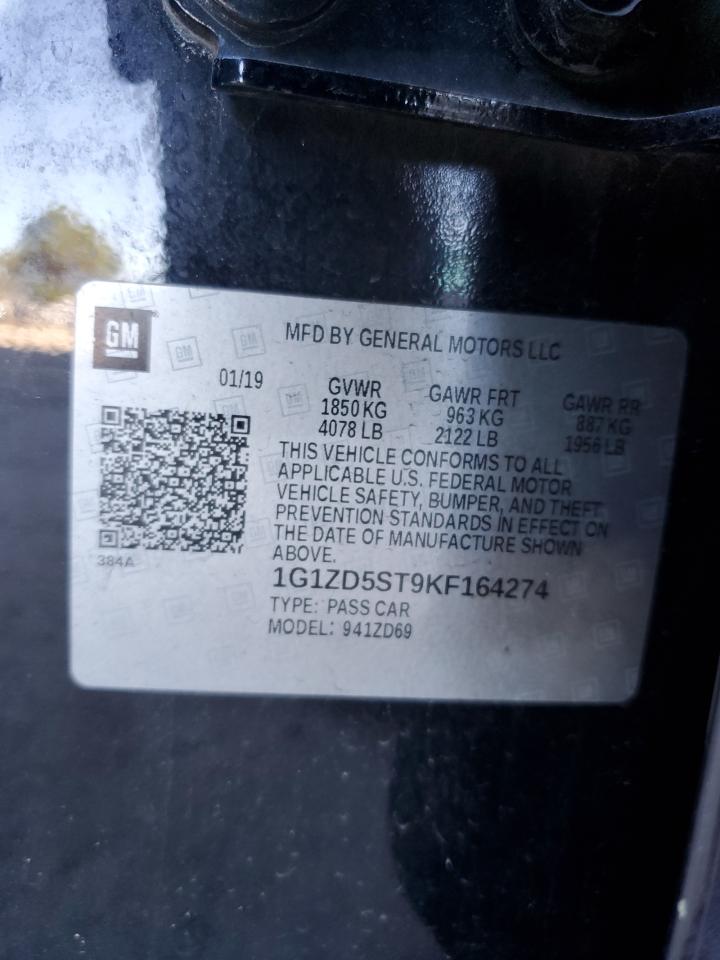 GM
MFD BY GENERAL MOTORS LLC
01/19
GVWR
1850 KG
4078 LB
GAWR FRT
963 KG
2122 LB
GAWR RR
887 KG
1956 LB
THIS VEHICLE CONFORMS TO ALL
APPLICABLE U.S. FEDERAL MOTOR
VEHICLE SAFETY, BUMPER, AND THEFT
PREVENTION STANDARDS IN EFFECT ON
THE DATE OF MANUFACTURE SHOWN
ABOVE.
384A
1G1ZD5ST9KF164274
TYPE: PASS CAR
MODEL: 941ZD69